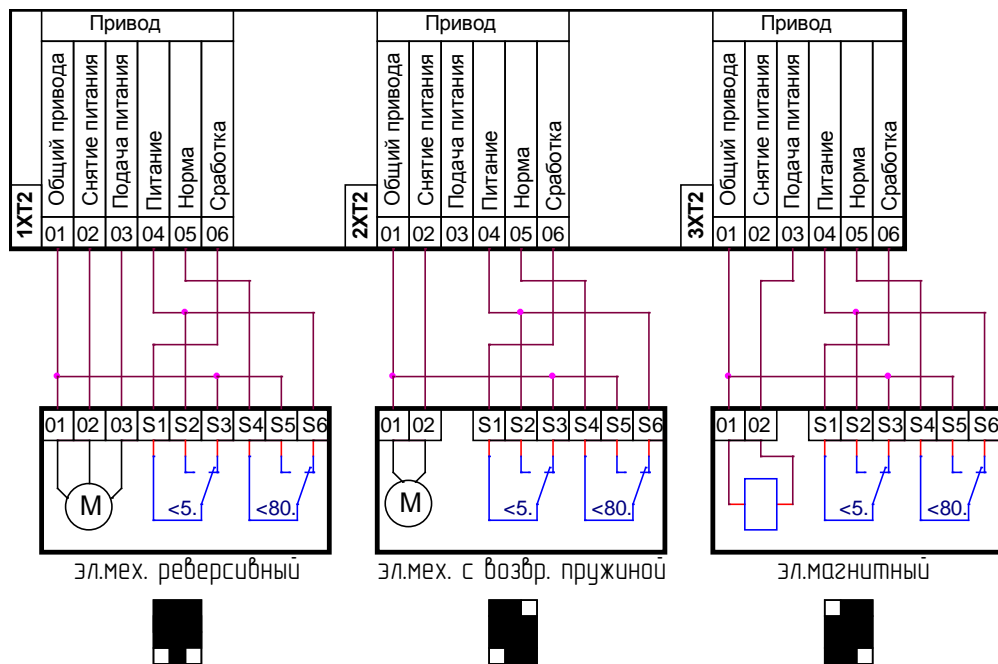 Привод Привод Привод
1XT2 Общий привода Снятие питания Подача питания Питание Норма Сработка
2XT2 Общий привода Снятие питания Подача питания Питание Норма Сработка
3XT2 Общий привода Снятие питания Подача питания Питание Норма Сработка
01 02 03 04 05 06 01 02 03 04 05 06 01 02 03 04 05 06
01 02 03 S1 S2 S3 S4 S5 S6 01 02 S1 S2 S3 S4 S5 S6 01 02 S1 S2 S3 S4 S5 S6
M <5. <80. M <5. <80. <5. <80.
эл.мех. реверсивный эл.мех. с возвр. пружиной эл.магнитный